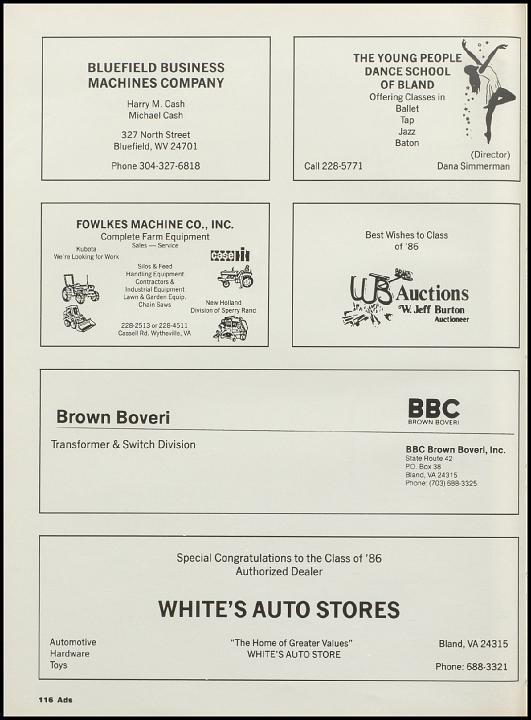 BLUEFIELD BUSINESS
MACHINES COMPANY
Harry M. Cash
Michael Cash
327 North Street
Bluefield, WV 24701
Phone 304-327-6818
THE YOUNG PEOPLE
DANCE SCHOOL
OF BLAND
Offering Classes in
Ballet
Tap
Jazz
Baton
(Director)
Call 228-5771 Dana Simmerman
FOWLKES MACHINE CO., INC.
Complete Farm Equipment
Sales — Service
Kubota
We're Looking for Work
case IH
Silos & Feed
Handling Equipment
Contractors &
Industrial Equipment
Lawn & Garden Equip.
Chain Saws
New Holland
Division of Sperry Rand
228-2513 or 228-4511
Cassell Rd. Wytheville, VA
Best Wishes to Class
of '86
WJB Auctions
W. Jeff Burton
Auctioneer
Brown Boveri
Transformer & Switch Division
BBC
BROWN BOVERI
BBC Brown Boveri, Inc.
State Route 42
P.O. Box 38
Bland, VA 24315
Phone: (703) 688-3325
Special Congratulations to the Class of '86
Authorized Dealer
WHITE'S AUTO STORES
Automotive
Hardware
Toys
"The Home of Greater Values"
WHITE'S AUTO STORE
Bland, VA 24315
Phone: 688-3321
116 Ads